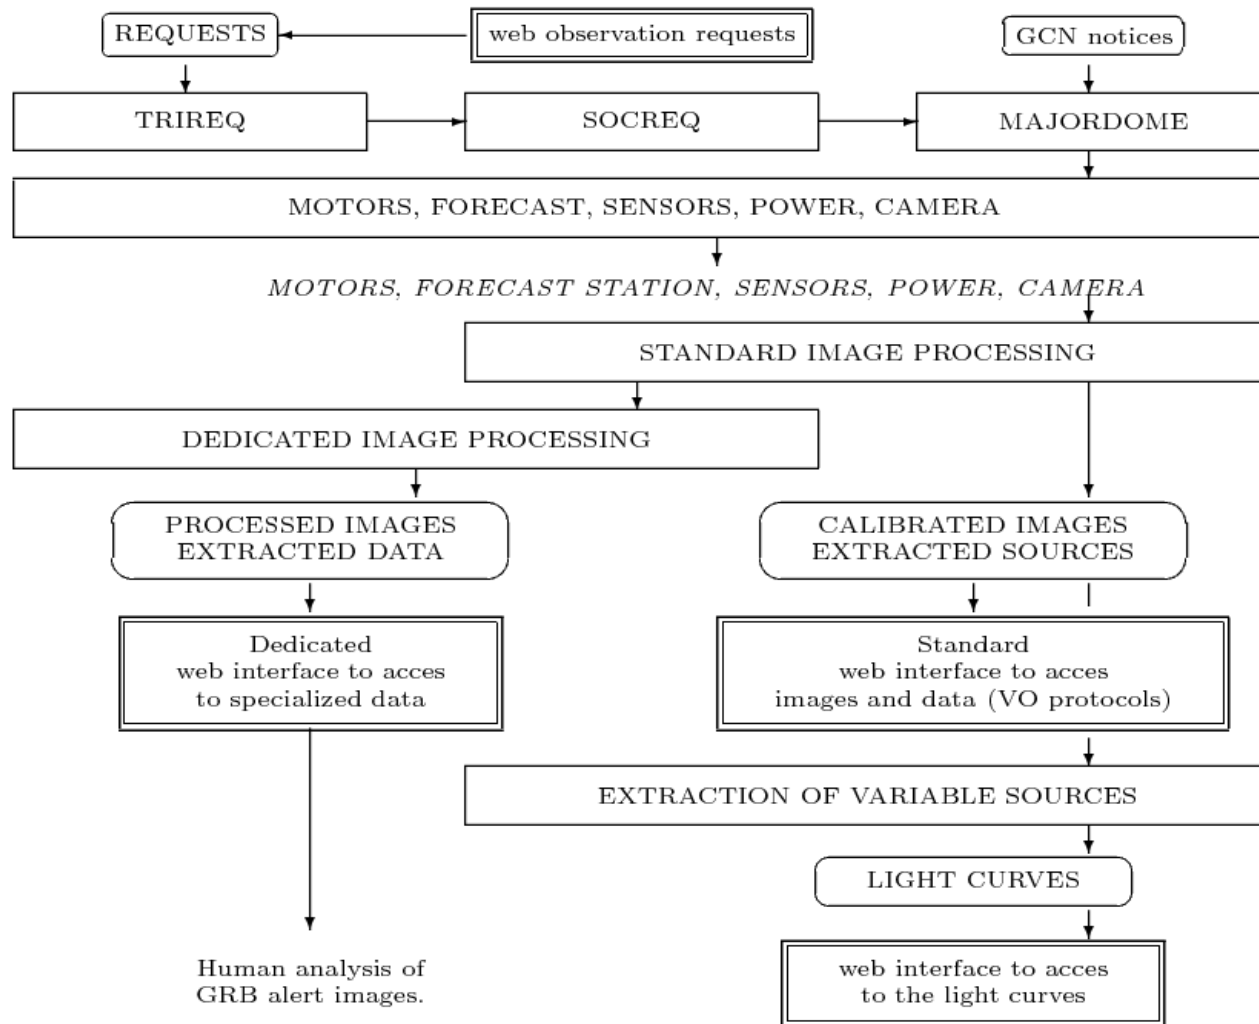 REQUESTS
web observation requests
GCN notices
TRIREQ
SOCREQ
MAJORDOME
MOTORS, FORECAST, SENSORS, POWER, CAMERA
MOTORS, FORECAST STATION, SENSORS, POWER, CAMERA
STANDARD IMAGE PROCESSING
DEDICATED IMAGE PROCESSING
PROCESSED IMAGES
EXTRACTED DATA
CALIBRATED IMAGES
EXTRACTED SOURCES
Dedicated
web interface to acces
to specialized data
Standard
web interface to acces
images and data (VO protocols)
EXTRACTION OF VARIABLE SOURCES
LIGHT CURVES
Human analysis of
GRB alert images.
web interface to acces
to the light curves